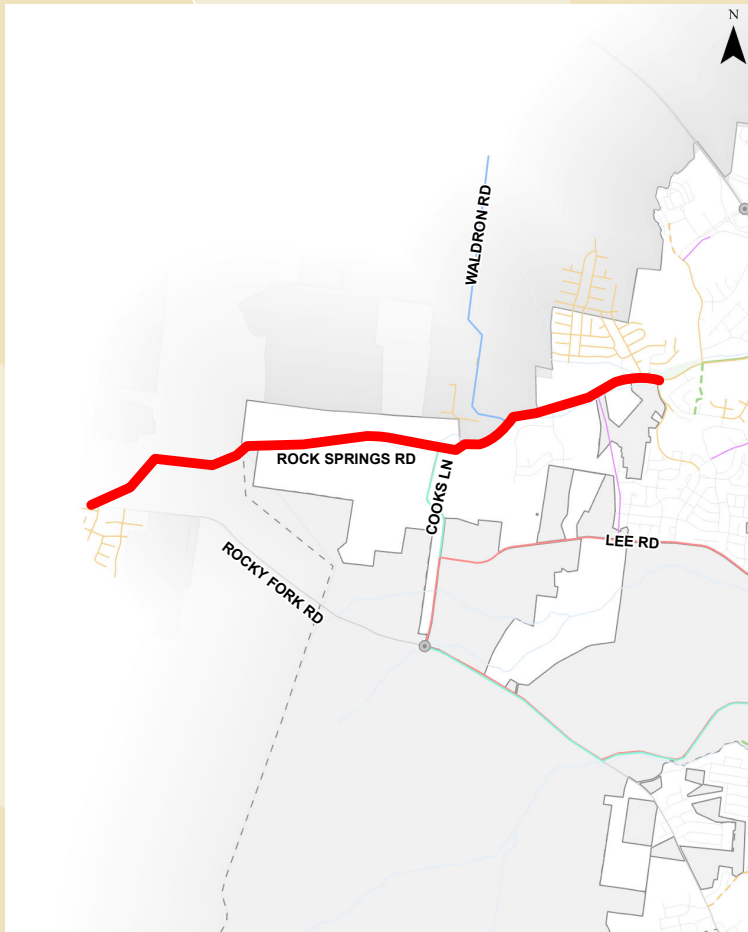 N
WALDRON RD
ROCK SPRINGS RD
COOKS LN
LEE RD
ROCKY FORK RD